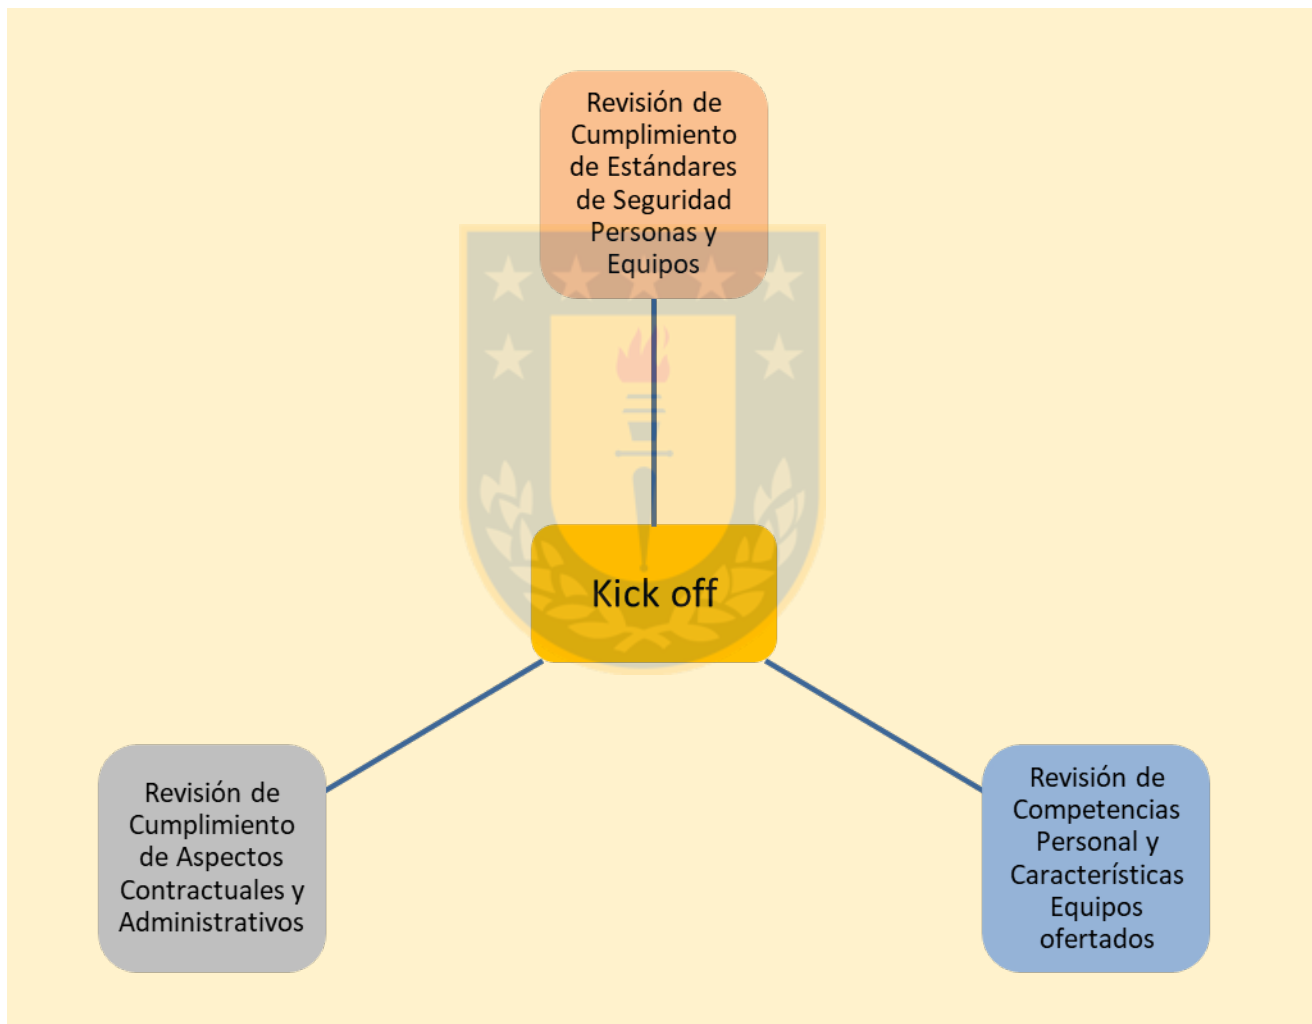 Revisión de
Cumplimiento
de Estándares
de Seguridad
Personas y
Equipos
Kick off
Revisión de
Cumplimiento
de Aspectos
Contractuales y
Administrativos
Revisión de
Competencias
Personal y
Característícas
Equipos
ofertados